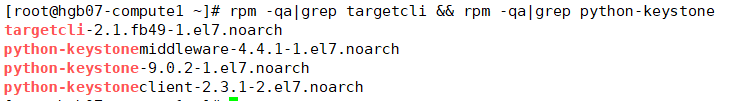 [root@hgb07-compute1 ~]# rpm -qa|grep targetcli && rpm -qa|grep python-keystone
targetcli-2.1.fb49-1.el7.noarch
python-keystonemiddleware-4.4.1-1.el7.noarch
python-keystone-9.0.2-1.el7.noarch
python-keystoneclient-2.3.1-2.el7.noarch